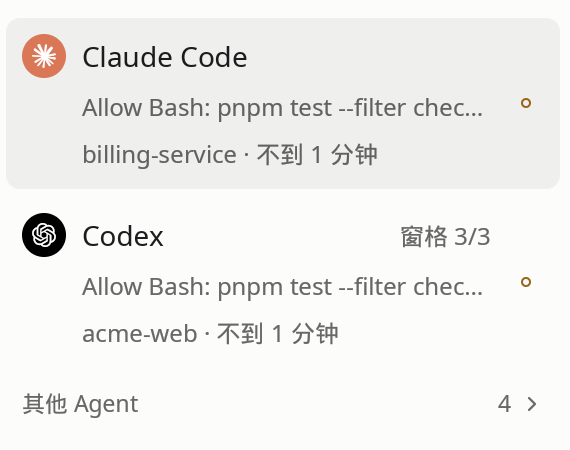 Claude Code
Allow Bash: pnpm test --filter chec...
billing-service · 不到 1 分钟
Codex 窗格 3/3
Allow Bash: pnpm test --filter chec...
acme-web · 不到 1 分钟
其他 Agent 4